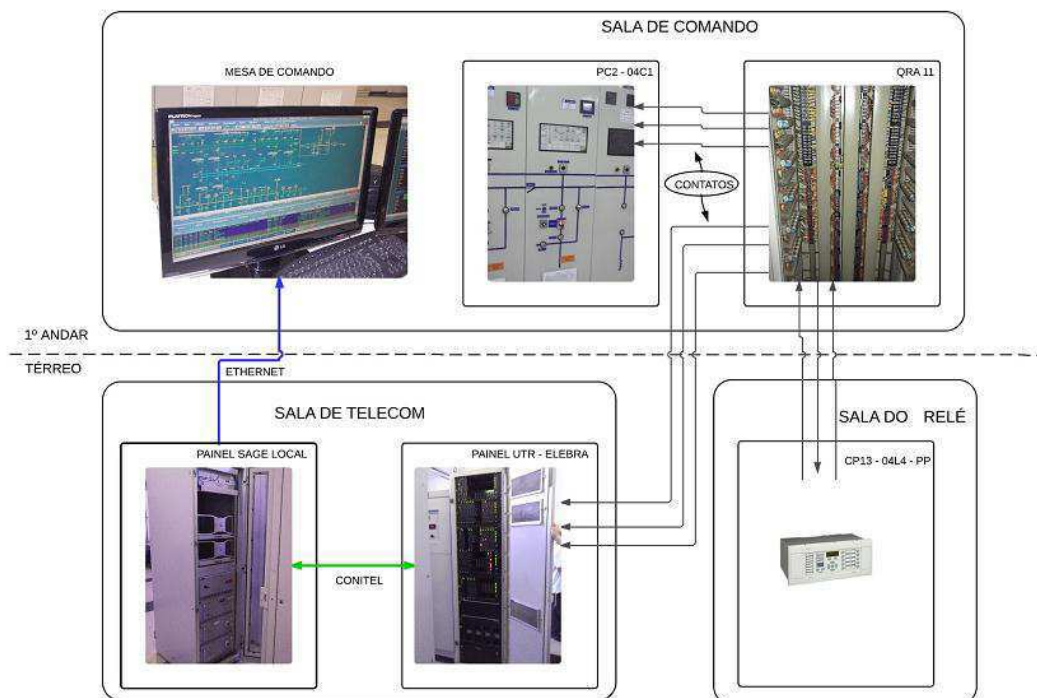 SALA DE COMANDO
MESA DE COMANDO
PC2 - 04C1
QRA 11
CONTATOS
LG
1º ANDAR
TÉRREO
ETHERNET
SALA DE TELECOM
SALA DO RELÉ
PAINEL SAGE LOCAL
PAINEL UTR - ELEBRA
CP13 - 04L4 - PP
CONITEL